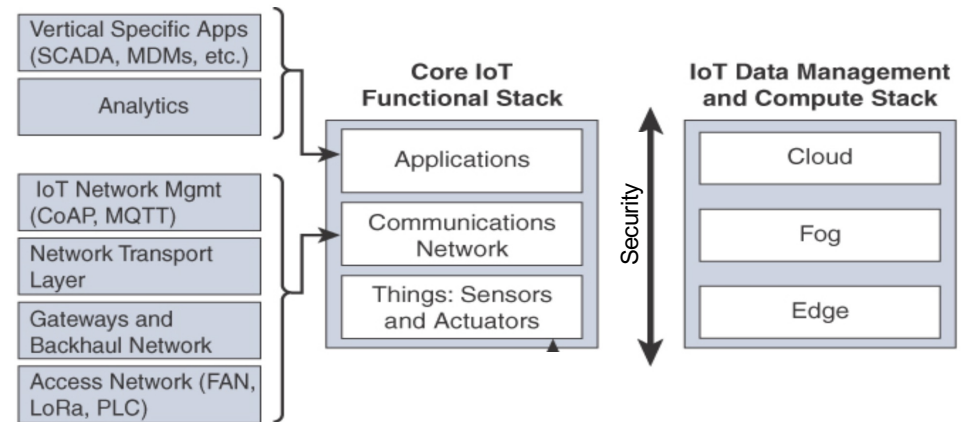 Vertical Specific Apps
(SCADA, MDMs, etc.)
Analytics
IoT Network Mgmt
(CoAP, MQTT)
Network Transport
Layer
Gateways and
Backhaul Network
Access Network (FAN,
LoRa, PLC)
Core IoT
Functional Stack
Applications
Communications
Network
Things: Sensors
and Actuators
Security
IoT Data Management
and Compute Stack
Cloud
Fog
Edge